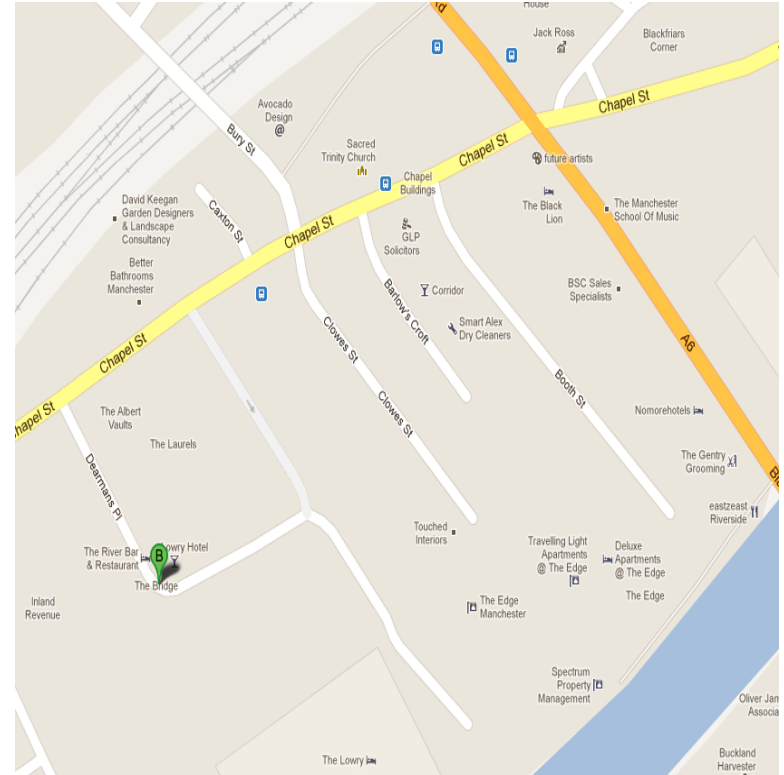 rd
House
Jack Ross
Blackfriars
Corner
Avocado
Design
Bury St
Chapel St
Sacred
Trinity Church
Chapel St
future artists
Chapel
Buildings
The Black
Lion
The Manchester
School Of Music
David Keegan
Garden Designers
& Landscape
Consultancy
Caxton St
Chapel St
GLP
Solicitors
Better
Bathrooms
Manchester
Corridor
BSC Sales
Specialists
Barlow's Croft
Smart Alex
Dry Cleaners
Clowes St
A6
Chapel St
Booth St
Clowes St
hapel St
The Albert
Vaults
Nomorehotels
The Laurels
The Gentry
Grooming
Dearmans Pl
eastzeast
Riverside
Touched
Interiors
B
owry Hotel
The River Bar
& Restaurant
The Bridge
Travelling Light
Apartments
@ The Edge
Deluxe
Apartments
@ The Edge
The Edge
Inland
Revenue
The Edge
Manchester
Spectrum
Property
Management
Oliver Jam
Associa
The Lowry
Buckland
Harvester